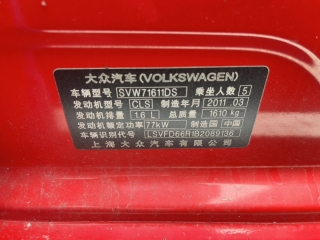 大众汽车(VOLKSWAGEN)
车辆型号 SVW71611DS 乘坐人数 5
发动机型号 CLS 制造年月 2011 03
发动机排量 1.6 L 总质量 1610 kg
发动机额定功率 77kW 制造国 中国
车辆识别代号 LSVFD66R1B2089136
上海大众汽车有限公司